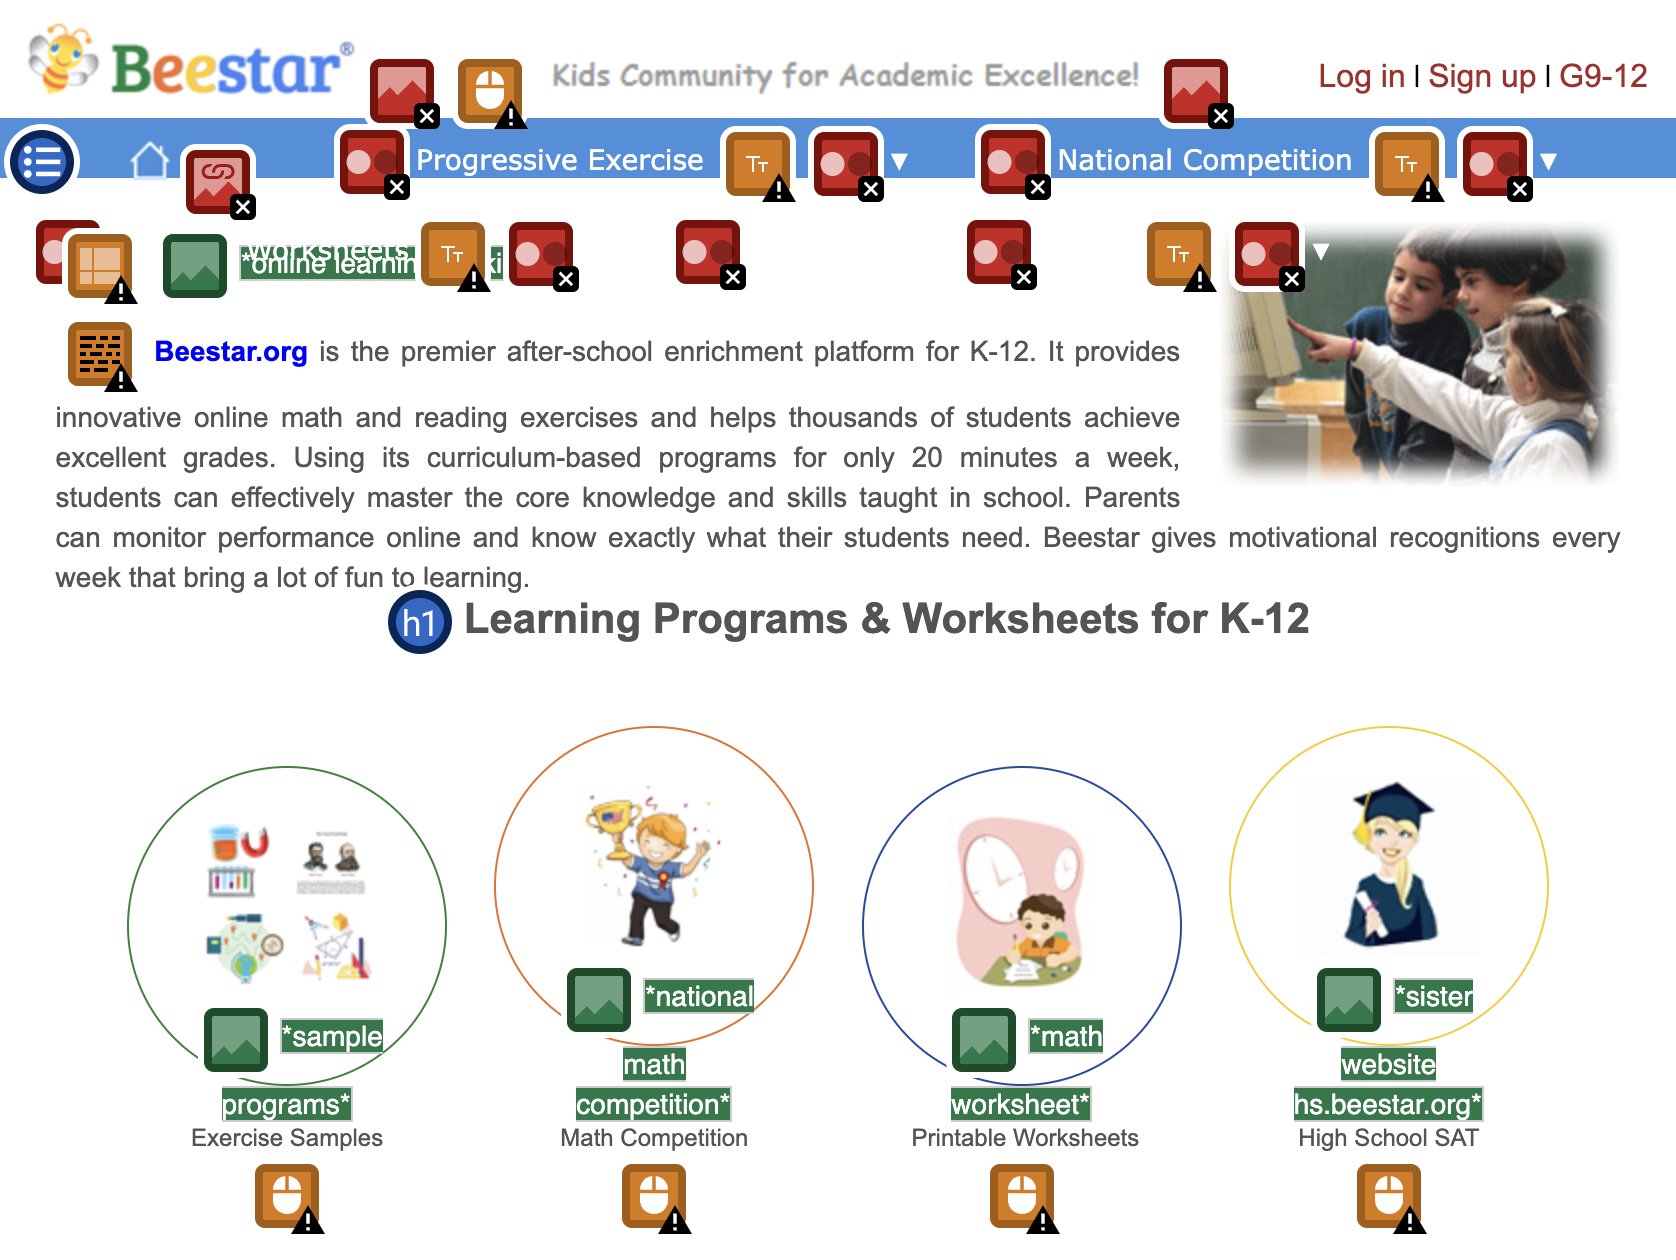 Beestar®
Kids Community for Academic Excellence!
Log in | Sign up | G9-12
Progressive Exercise ▼
National Competition ▼
Worksheets ▼
*online learning
Beestar.org is the premier after-school enrichment platform for K-12. It provides
innovative online math and reading exercises and helps thousands of students achieve
excellent grades. Using its curriculum-based programs for only 20 minutes a week,
students can effectively master the core knowledge and skills taught in school. Parents
can monitor performance online and know exactly what their students need. Beestar gives motivational recognitions every
week that bring a lot of fun to learning.
h1 Learning Programs & Worksheets for K-12
*sample
programs*
Exercise Samples
*national
math
competition*
Math Competition
*math
worksheet*
Printable Worksheets
*sister
website
hs.beestar.org*
High School SAT